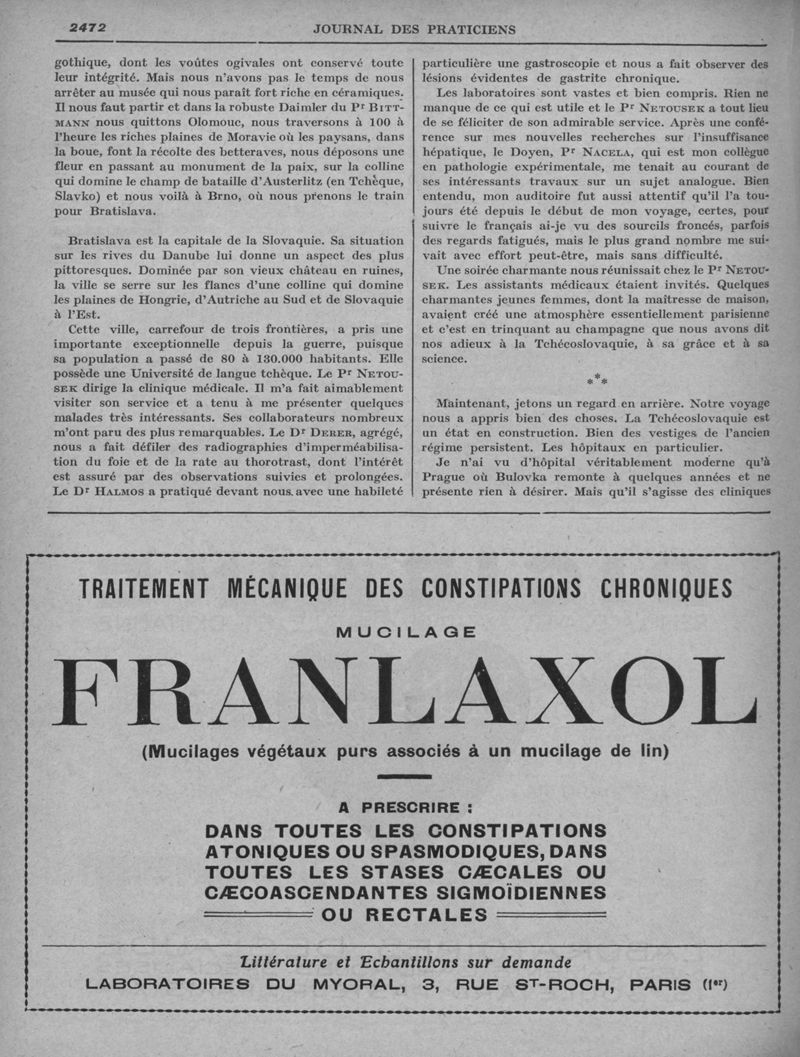 2472
JOURNAL DES PRATICIENS
gothique, dont les voûtes ogivales ont conservé toute
leur intégrité. Mais nous n'avons pas le temps de nous
arrêter au musée qui nous paraît fort riche en céramiques.
Il nous faut partir et dans la robuste Daimler du Pr BITT-
MANN nous quittons Olomouc, nous traversons à 100 à
l'heure les riches plaines de Moravie où les paysans, dans
la boue, font la récolte des betteraves, nous déposons une
fleur en passant au monument de la paix, sur la colline
qui domine le champ de bataille d'Austerlitz (en Tchèque,
Slavko) et nous voilà à Brno, où nous prenons le train
pour Bratislava.
Bratislava est la capitale de la Slovaquie. Sa situation
sur les rives du Danube lui donne un aspect des plus
pittoresques. Dominée par son vieux château en ruines,
la ville se serre sur les flancs d'une colline qui domine
les plaines de Hongrie, d'Autriche au Sud et de Slovaquie
à l'Est.
Cette ville, carrefour de trois frontières, a pris une
importante exceptionnelle depuis la guerre, puisque
sa population a passé de 80 à 130.000 habitants. Elle
possède une Université de langue tchèque. Le Pr NETOU-
SEK dirige la clinique médicale. Il m'a fait aimablement
visiter son service et a tenu à me présenter quelques
malades très intéressants. Ses collaborateurs nombreux
m'ont paru des plus remarquables. Le Dr DERER, agrégé,
nous a fait défiler des radiographies d'imperméabilisa-
tion du foie et de la rate au thorotrast, dont l'intérêt
est assuré par des observations suivies et prolongées.
Le Dr HALMOS a pratiqué devant nous avec une habileté
particulière une gastroscopie et nous a fait observer des
lésions évidentes de gastrite chronique.
Les laboratoires sont vastes et bien compris. Rien ne
manque de ce qui est utile et le Pr NETOUSEK a tout lieu
de se féliciter de son admirable service. Après une confé-
rence sur mes nouvelles recherches sur l'insuffisance
hépatique, le Doyen, Pr NACELA, qui est mon collègue
en pathologie expérimentale, me tenait au courant de
ses intéressants travaux sur un sujet analogue. Bien
entendu, mon auditoire fut aussi attentif qu'il l'a tou-
jours été depuis le début de mon voyage, certes, pour
suivre le français ai-je vu des sourcils froncés, parfois
des regards fatigués, mais le plus grand nombre me sui-
vait avec effort peut-être, mais sans difficulté.
Une soirée charmante nous réunissait chez le Pr NETOU-
SEK. Les assistants médicaux étaient invités. Quelques
charmantes jeunes femmes, dont la maîtresse de maison,
avaient créé une atmosphère essentiellement parisienne
et c'est en trinquant au champagne que nous avons dit
nos adieux à la Tchécoslovaquie, à sa grâce et à sa
science.
***
Maintenant, jetons un regard en arrière. Notre voyage
nous a appris bien des choses. La Tchécoslovaquie est
un état en construction. Bien des vestiges de l'ancien
régime persistent. Les hôpitaux en particulier.
Je n'ai vu d'hôpital véritablement moderne qu'à
Prague où Bulovka remonte à quelques années et ne
présente rien à désirer. Mais qu'il s'agisse des cliniques
TRAITEMENT MÉCANIQUE DES CONSTIPATIONS CHRONIQUES
MUCILAGE
FRANLAXOL
(Mucilages végétaux purs associés à un mucilage de lin)
A PRESCRIRE :
DANS TOUTES LES CONSTIPATIONS
ATONIQUES OU SPASMODIQUES, DANS
TOUTES LES STASES CÆCALES OU
CÆCOASCENDANTES SIGMOÏDIENNES
OU RECTALES
Littérature et Echantillons sur demande
LABORATOIRES DU MYORAL, 3, RUE ST-ROCH, PARIS (Ier)